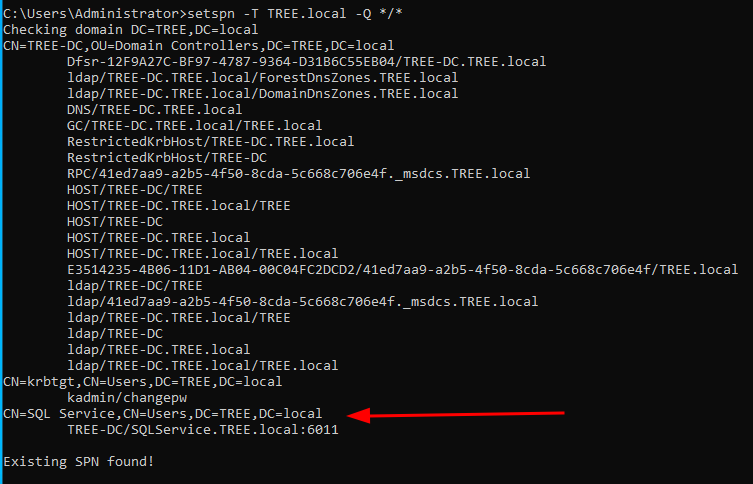 C:\Users\Administrator>setspn -T TREE.local -Q */*
Checking domain DC=TREE,DC=local
CN=TREE-DC,OU=Domain Controllers,DC=TREE,DC=local
Dfsr-12F9A27C-BF97-4787-9364-D31B6C55EB04/TREE-DC.TREE.local
ldap/TREE-DC.TREE.local/ForestDnsZones.TREE.local
ldap/TREE-DC.TREE.local/DomainDnsZones.TREE.local
DNS/TREE-DC.TREE.local
GC/TREE-DC.TREE.local/TREE.local
RestrictedKrbHost/TREE-DC.TREE.local
RestrictedKrbHost/TREE-DC
RPC/41ed7aa9-a2b5-4f50-8cda-5c668c706e4f._msdcs.TREE.local
HOST/TREE-DC/TREE
HOST/TREE-DC.TREE.local/TREE
HOST/TREE-DC
HOST/TREE-DC.TREE.local
HOST/TREE-DC.TREE.local/TREE.local
E3514235-4B06-11D1-AB04-00C04FC2DCD2/41ed7aa9-a2b5-4f50-8cda-5c668c706e4f/TREE.local
ldap/TREE-DC/TREE
ldap/41ed7aa9-a2b5-4f50-8cda-5c668c706e4f._msdcs.TREE.local
ldap/TREE-DC.TREE.local/TREE
ldap/TREE-DC
ldap/TREE-DC.TREE.local
ldap/TREE-DC.TREE.local/TREE.local
CN=krbtgt,CN=Users,DC=TREE,DC=local
kadmin/changepw
CN=SQL Service,CN=Users,DC=TREE,DC=local
TREE-DC/SQLService.TREE.local:6011
Existing SPN found!